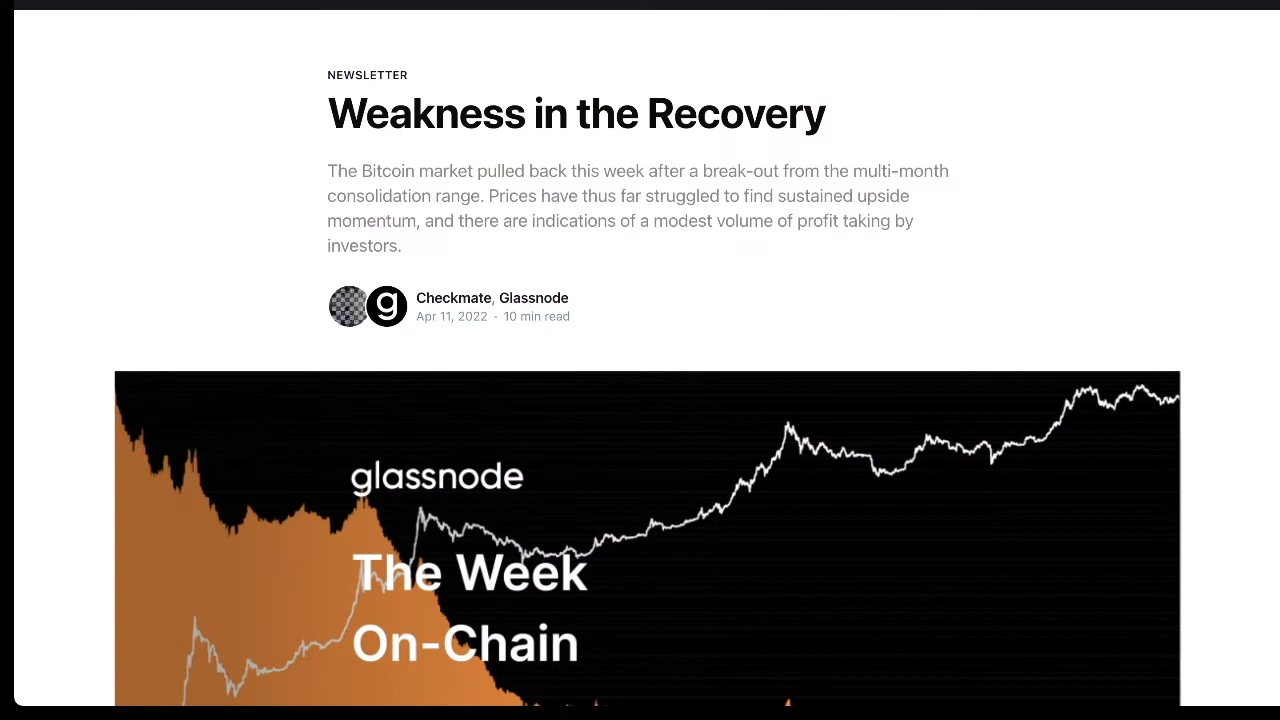 NEWSLETTER
Weakness in the Recovery
The Bitcoin market pulled back this week after a break-out from the multi-month
consolidation range. Prices have thus far struggled to find sustained upside
momentum, and there are indications of a modest volume of profit taking by
investors.
g
Checkmate, Glassnode
Apr 11, 2022 - 10 min read
glassnode
The Week
On-Chain